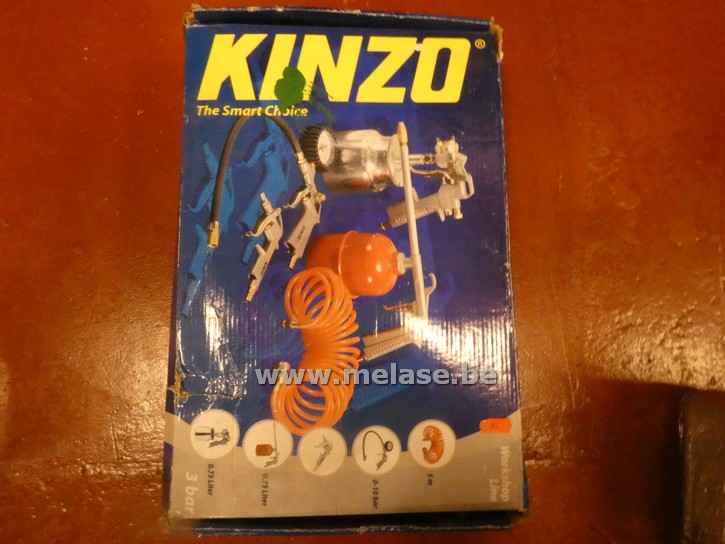 KINZO®
The Smart Choice
www.melase.be
0.75 Liter
0.75 Liter
0-10 bar
5 m
3 bar
Workshop
Line